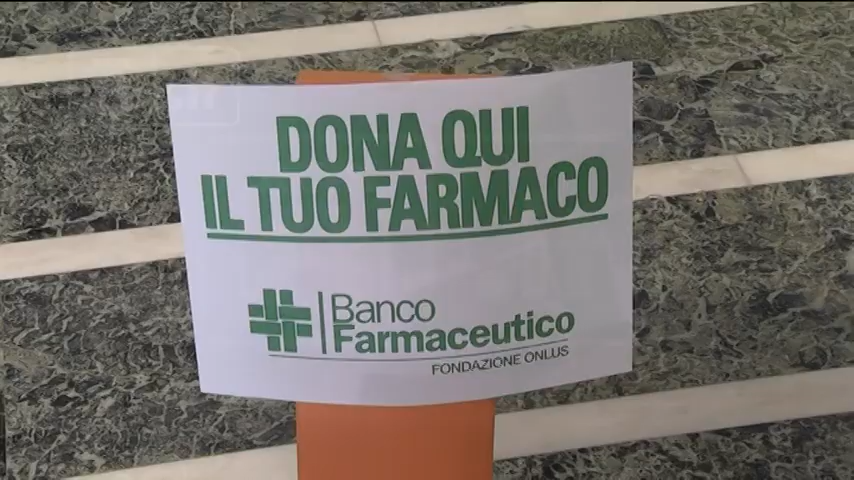 DONA QUI
IL TUO FARMACO
Banco
Farmaceutico
FONDAZIONE ONLUS